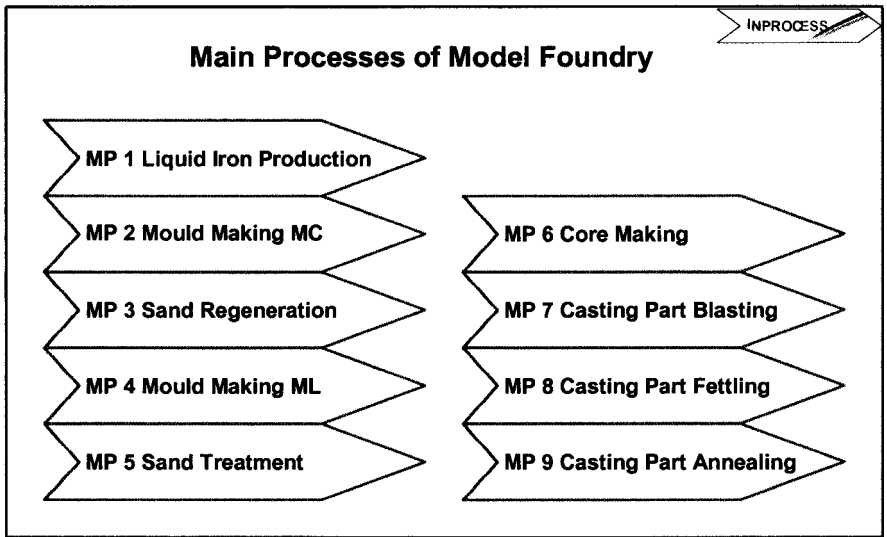 INPROCESS
Main Processes of Model Foundry
MP 1 Liquid Iron Production
MP 2 Mould Making MC
MP 3 Sand Regeneration
MP 4 Mould Making ML
MP 5 Sand Treatment
MP 6 Core Making
MP 7 Casting Part Blasting
MP 8 Casting Part Fettling
MP 9 Casting Part Annealing